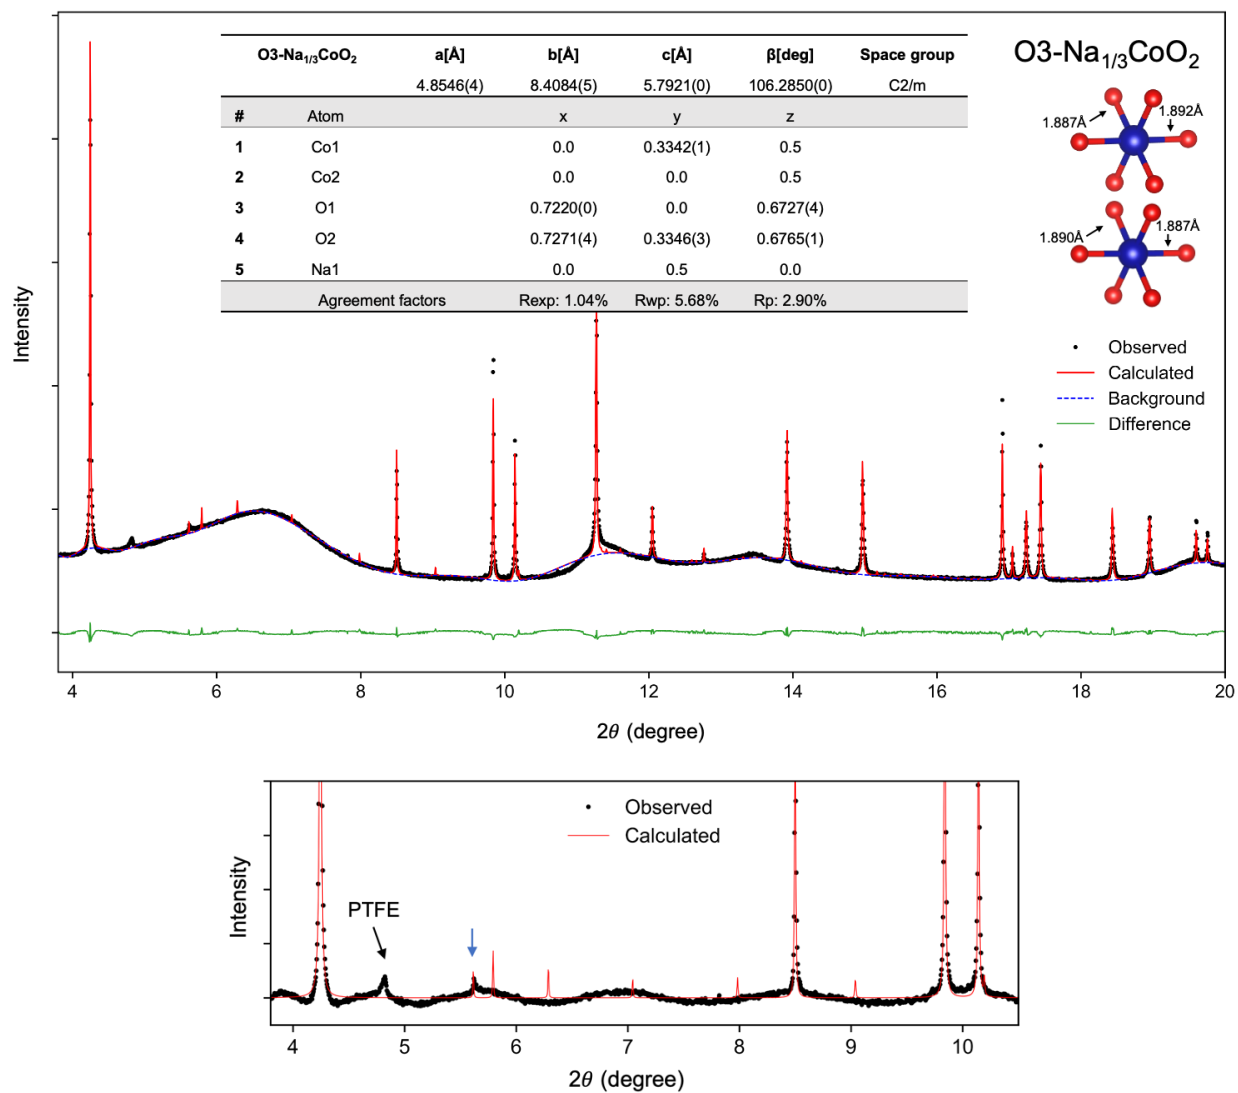 O3-Na1/3CoO2 a[Å] b[Å] c[Å] β[deg] Space group
4.8546(4) 8.4084(5) 5.7921(0) 106.2850(0) C2/m
# Atom x y z
1 Co1 0.0 0.3342(1) 0.5
2 Co2 0.0 0.0 0.5
3 O1 0.7220(0) 0.0 0.6727(4)
4 O2 0.7271(4) 0.3346(3) 0.6765(1)
5 Na1 0.0 0.5 0.0
Agreement factors Rexp: 1.04% Rwp: 5.68% Rp: 2.90%
O3-Na1/3CoO2
1.887Å 1.892Å
1.890Å 1.887Å
Observed
Calculated
Background
Difference
Intensity
4 6 8 10 12 14 16 18 20
2θ (degree)
Observed
Calculated
PTFE
Intensity
4 5 6 7 8 9 10
2θ (degree)